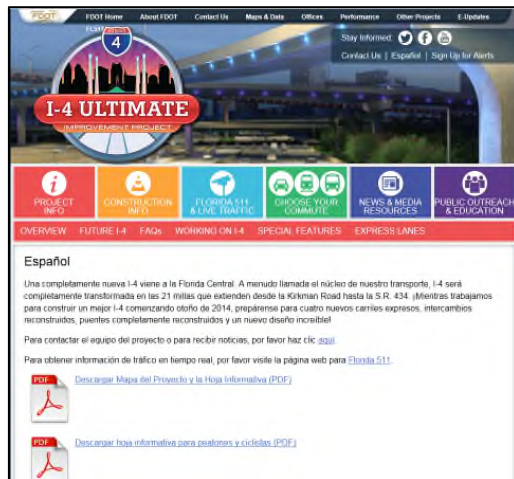 FDOT
FDOT Home About FDOT Contact Us Maps & Data Offices Performance Other Projects E-Updates
Stay Informed:
Contact Us | Español | Sign Up for Alerts
4
I-4 ULTIMATE
IMPROVEMENT PROJECT
PROJECT INFO
CONSTRUCTION INFO
FLORIDA 511 & LIVE TRAFFIC
CHOOSE YOUR COMMUTE
NEWS & MEDIA RESOURCES
PUBLIC OUTREACH & EDUCATION
OVERVIEW FUTURE I-4 FAQs WORKING ON I-4 SPECIAL FEATURES EXPRESS LANES
Español
Una completamente nueva I-4 viene a la Florida Central. A menudo llamada el núcleo de nuestro transporte, I-4 será
completamente transformada en las 21 millas que extienden desde la Kirkman Road hasta la S.R. 434. ¡Mientras trabajamos
para construir un mejor I-4 comenzando otoño de 2014, prepárense para cuatro nuevos carriles expresos, intercambios
reconstruidos, puentes completamente reconstruidos y un nuevo diseño increíble!
Para contactar el equipo del proyecto o para recibir noticias, por favor haz clic aquí.
Para obtener información de tráfico en tiempo real, por favor visite la página web para Florida 511.
PDF
Descargar Mapa del Proyecto y la Hoja Informativa (PDF)
PDF
Descargar hoja informativa para peatones y ciclistas (PDF)